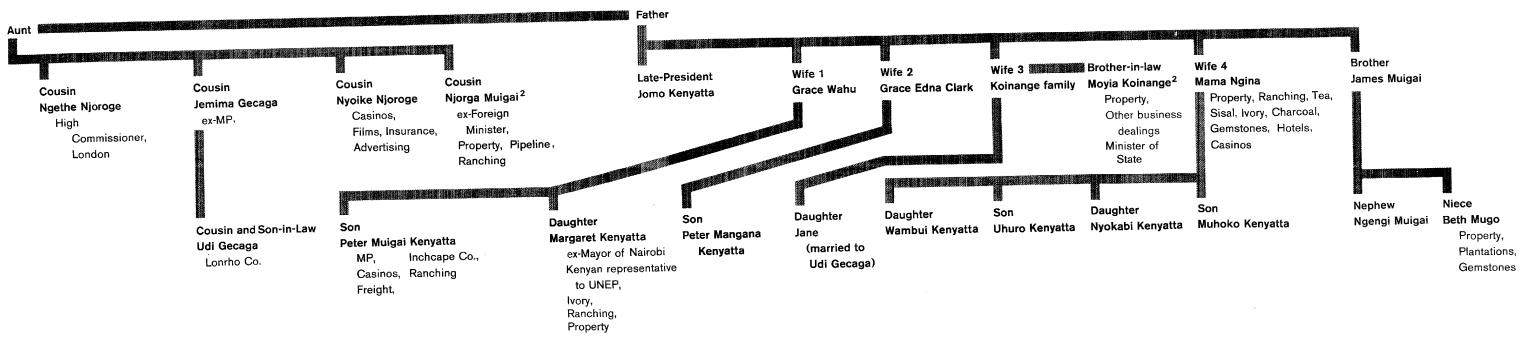 Aunt
Father
Cousin
Ngethe Njoroge
High
Commissioner,
London
Cousin
Jemima Gecaga
ex-MP,
Cousin
Nyoike Njoroge
Casinos,
Films, Insurance,
Advertising
Cousin
Njorga Muigai²
ex-Foreign
Minister,
Property, Pipeline,
Ranching
Late-President
Jomo Kenyatta
Wife 1
Grace Wahu
Wife 2
Grace Edna Clark
Wife 3
Koinange family
Brother-in-law
Moyia Koinange²
Property,
Other business
dealings
Minister of
State
Wife 4
Mama Ngina
Property, Ranching, Tea,
Sisal, Ivory, Charcoal,
Gemstones, Hotels,
Casinos
Brother
James Muigai
Cousin and Son-in-Law
Udi Gecaga
Lonrho Co.
Son
Peter Muigai Kenyatta
MP, Inchcape Co.,
Casinos, Ranching
Freight,
Daughter
Margaret Kenyatta
ex-Mayor of Nairobi
Kenyan representative
to UNEP,
Ivory,
Ranching,
Property
Son
Peter Mangana
Kenyatta
Daughter
Jane
(married to
Udi Gecaga)
Daughter
Wambui Kenyatta
Son
Uhuro Kenyatta
Daughter
Nyokabi Kenyatta
Son
Muhoko Kenyatta
Nephew
Ngengi Muigai
Niece
Beth Mugo
Property,
Plantations,
Gemstones